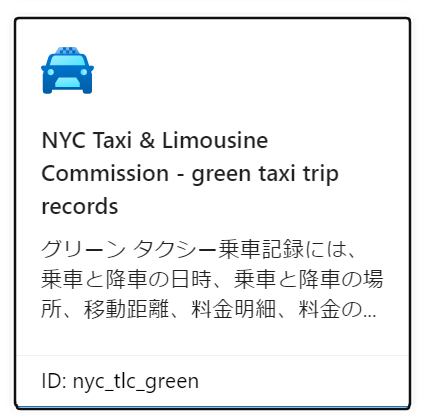 NYC Taxi & Limousine
Commission - green taxi trip
records
グリーン タクシー乗車記録には、
乗車と降車の日時、乗車と降車の場
所、移動距離、料金明細、料金の...
ID: nyc_tlc_green